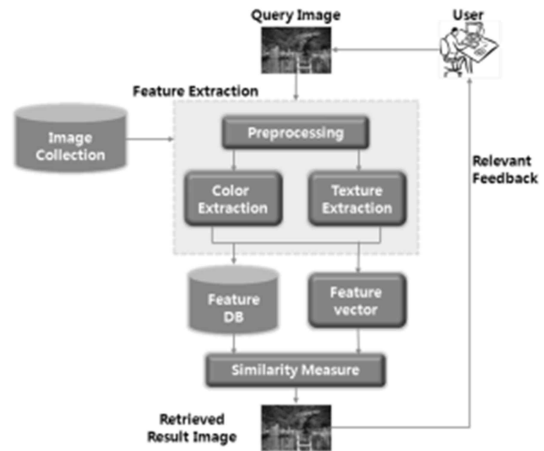 Query Image
User
Feature Extraction
Preprocessing
Image
Collection
Color
Extraction
Texture
Extraction
Relevant
Feedback
Feature
DB
Feature
vector
Similarity Measure
Retrieved
Result Image